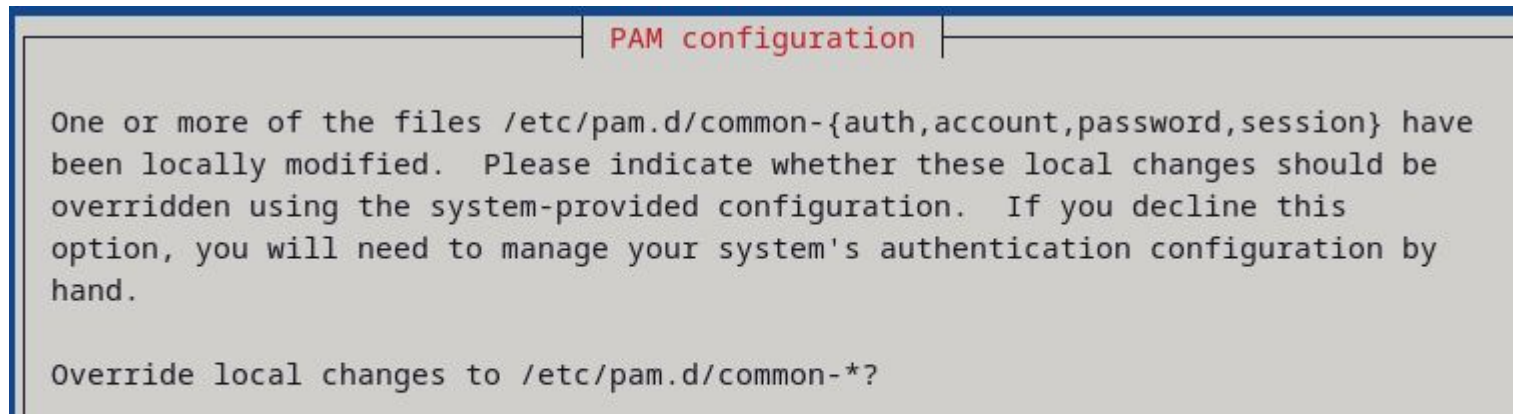 PAM configuration
One or more of the files /etc/pam.d/common-{auth,account,password,session} have
been locally modified.  Please indicate whether these local changes should be
overridden using the system-provided configuration.  If you decline this
option, you will need to manage your system's authentication configuration by
hand.
Override local changes to /etc/pam.d/common-*?